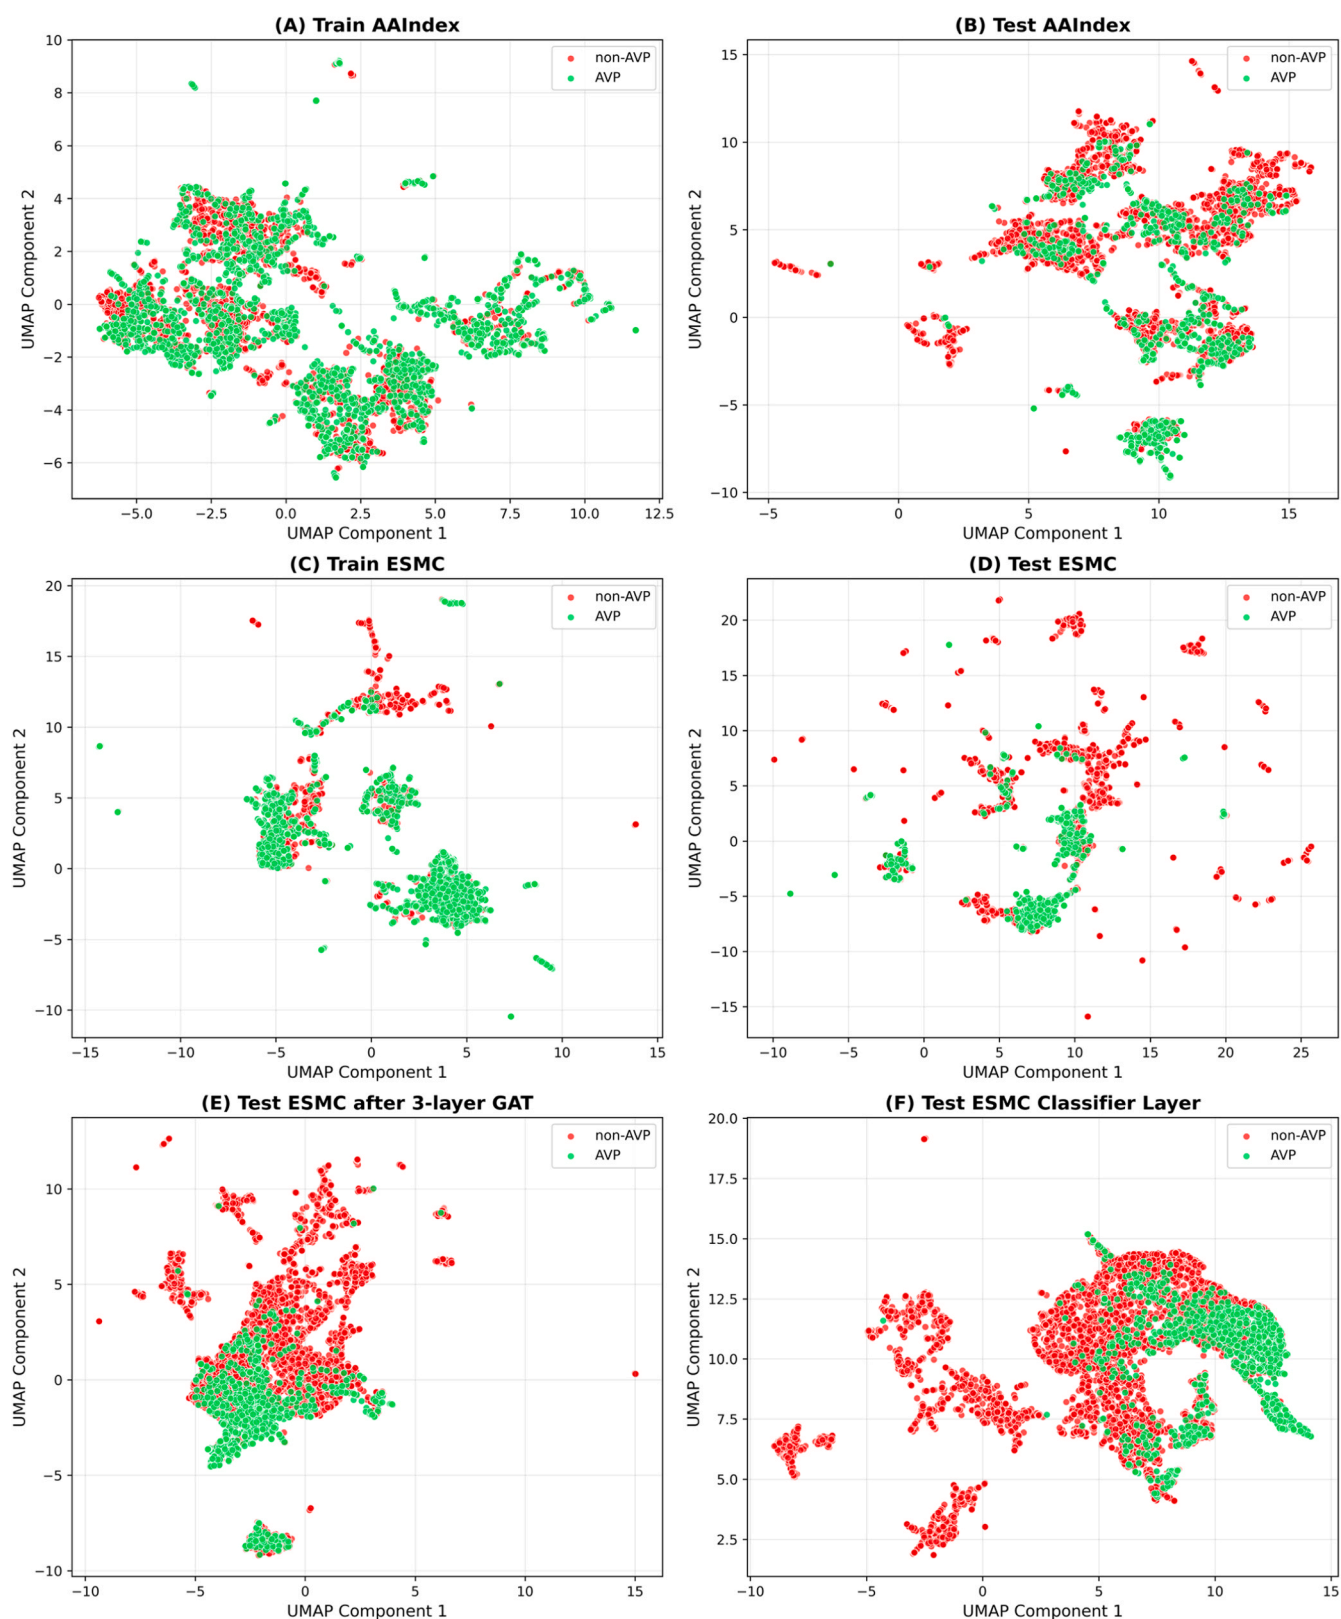 (A) Train AAIndex
non-AVP
AVP
10
8
6
4
2
0
−2
−4
−6
UMAP Component 2
−5.0 −2.5 0.0 2.5 5.0 7.5 10.0 12.5
UMAP Component 1
(B) Test AAIndex
non-AVP
AVP
15
10
5
0
−5
−10
UMAP Component 2
−5 0 5 10 15
UMAP Component 1
(C) Train ESMC
non-AVP
AVP
20
15
10
5
0
−5
−10
UMAP Component 2
−15 −10 −5 0 5 10 15
UMAP Component 1
(D) Test ESMC
non-AVP
AVP
20
15
10
5
0
−5
−10
−15
UMAP Component 2
−10 −5 0 5 10 15 20 25
UMAP Component 1
(E) Test ESMC after 3-layer GAT
non-AVP
AVP
10
5
0
−5
−10
UMAP Component 2
−10 −5 0 5 10 15
UMAP Component 1
(F) Test ESMC Classifier Layer
non-AVP
AVP
20.0
17.5
15.0
12.5
10.0
7.5
5.0
2.5
UMAP Component 2
−10 −5 0 5 10 15
UMAP Component 1